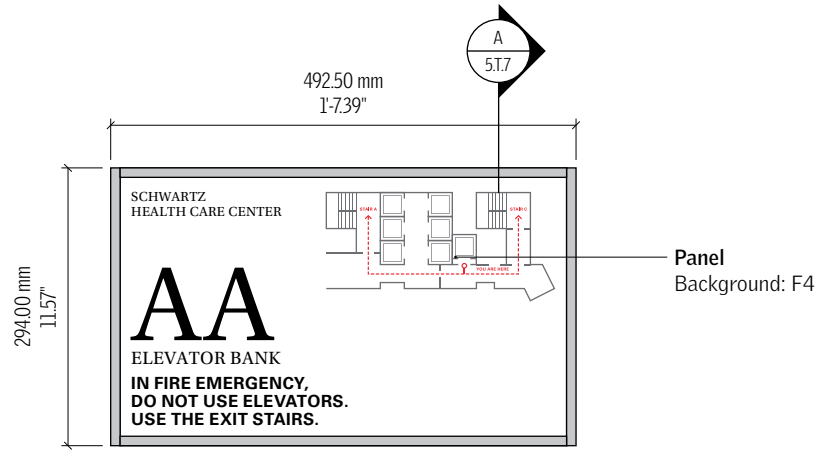 A
5.T.7
492.50 mm
1'-7.39"
294.00 mm
11.57"
SCHWARTZ
HEALTH CARE CENTER
STAIR A
STAIR C
YOU ARE HERE
AA
ELEVATOR BANK
IN FIRE EMERGENCY,
DO NOT USE ELEVATORS.
USE THE EXIT STAIRS.
Panel
Background: F4